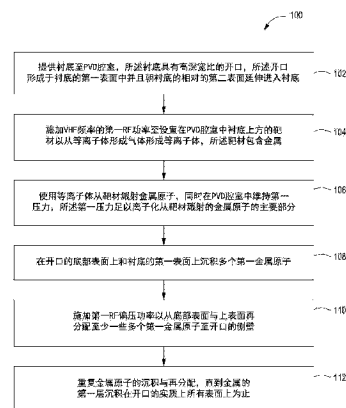 100
提供衬底至PVD腔室，所述衬底具有高深宽比的开口，所述开口
形成于衬底的第一表面中并且朝衬底的相对的第二表面延伸进入衬底
102
施加VHF频率的第一RF功率至设置在PVD腔室中衬底上方的靶
材以从等离子体形成气体形成等离子体，所述靶材包含金属
104
使用等离子体从靶材溅射金属原子，同时在PVD腔室中维持第一
压力，所述第一压力足以离子化从靶材溅射的金属原子的主要部分
106
在开口的底部表面上和衬底的第一表面上沉积多个第一金属原子
108
施加第一RF偏压功率以从底部表面与上表面再
分配至少一些多个第一金属原子至开口的侧壁
110
重复金属原子的沉积与再分配，直到金属的
第一层沉积在开口的实质上所有表面上为止
112